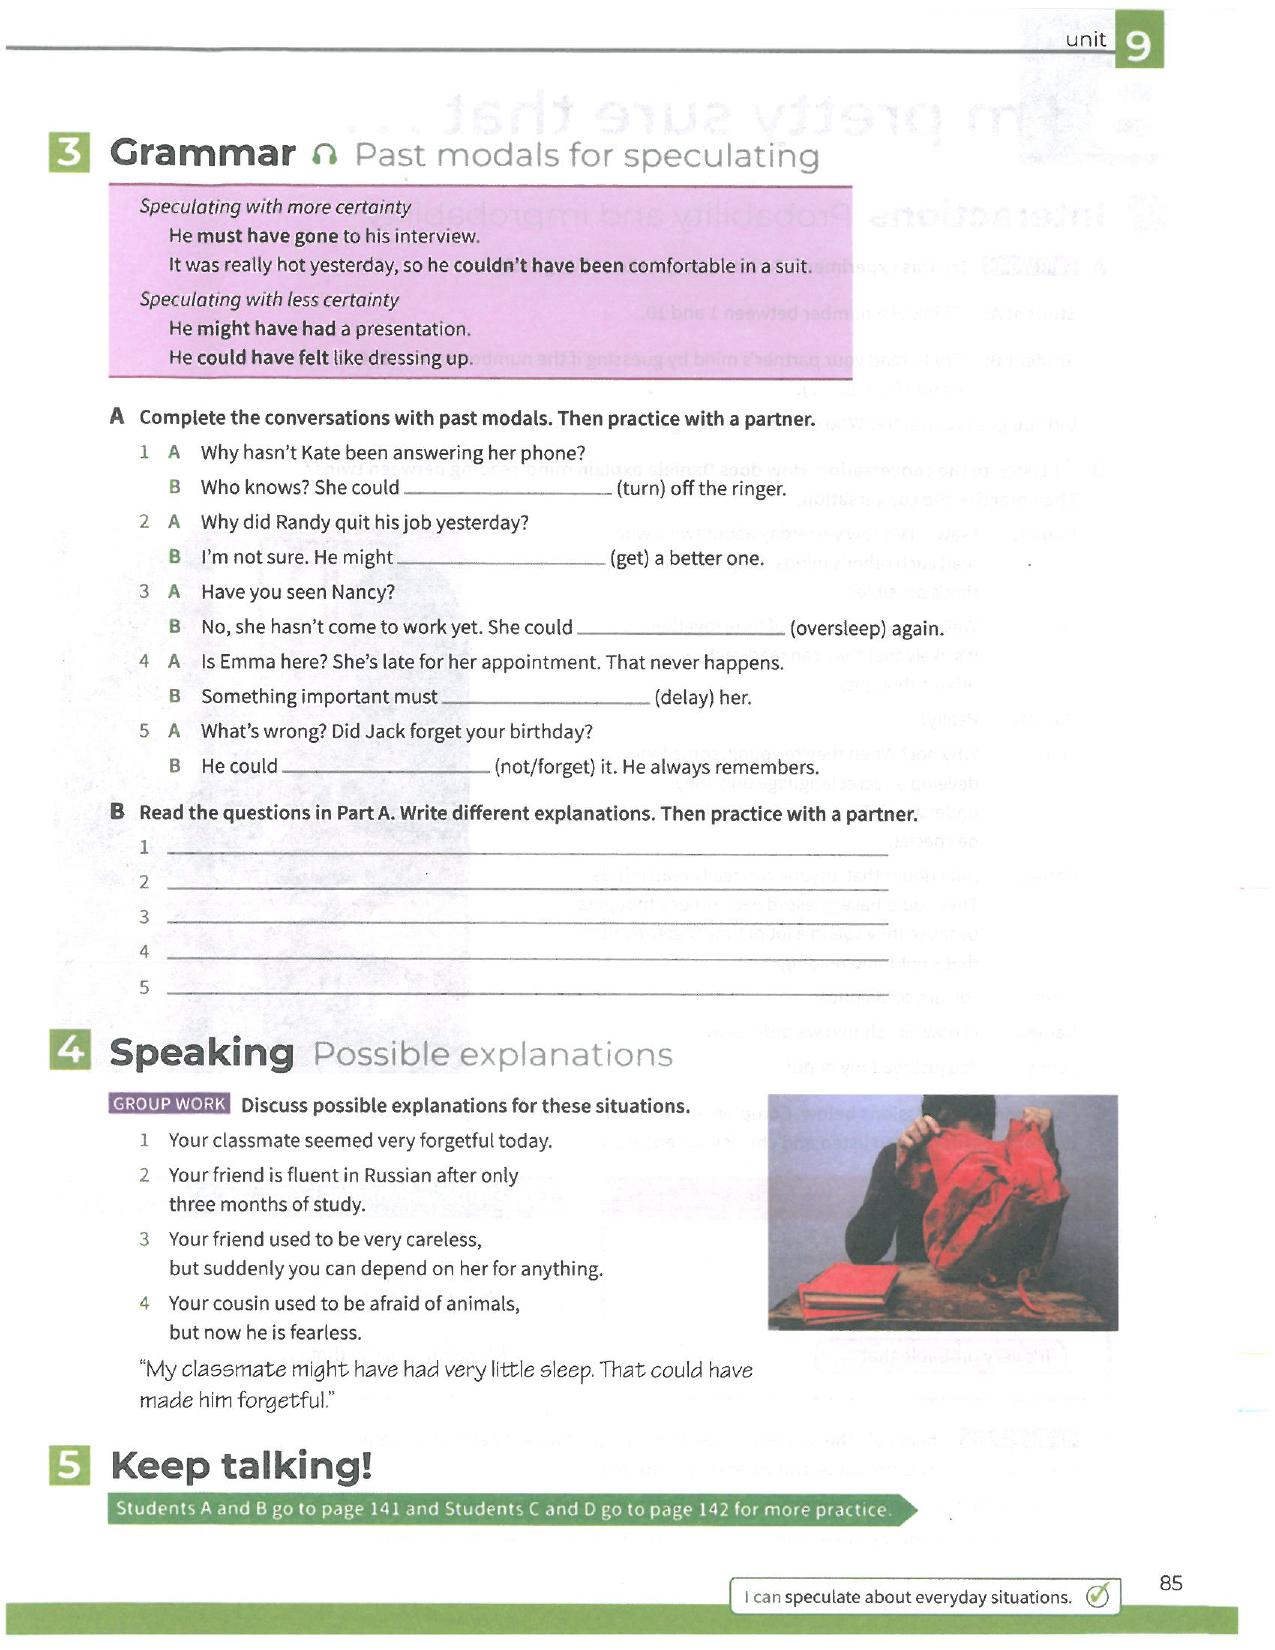 unit 9
3 Grammar Past modals for speculating
Speculating with more certainty
He must have gone to his interview.
It was really hot yesterday, so he couldn't have been comfortable in a suit.
Speculating with less certainty
He might have had a presentation.
He could have felt like dressing up.
A Complete the conversations with past modals. Then practice with a partner.
1 A Why hasn't Kate been answering her phone?
B Who knows? She could ____________ (turn) off the ringer.
2 A Why did Randy quit his job yesterday?
B I'm not sure. He might ____________ (get) a better one.
3 A Have you seen Nancy?
B No, she hasn't come to work yet. She could ____________ (oversleep) again.
4 A Is Emma here? She's late for her appointment. That never happens.
B Something important must ____________ (delay) her.
5 A What's wrong? Did Jack forget your birthday?
B He could ____________ (not/forget) it. He always remembers.
B Read the questions in Part A. Write different explanations. Then practice with a partner.
1
2
3
4
5
4 Speaking Possible explanations
GROUP WORK Discuss possible explanations for these situations.
1 Your classmate seemed very forgetful today.
2 Your friend is fluent in Russian after only
three months of study.
3 Your friend used to be very careless,
but suddenly you can depend on her for anything.
4 Your cousin used to be afraid of animals,
but now he is fearless.
"My classmate might have had very little sleep. That could have
made him forgetful."
5 Keep talking!
Students A and B go to page 141 and Students C and D go to page 142 for more practice.
I can speculate about everyday situations.
85